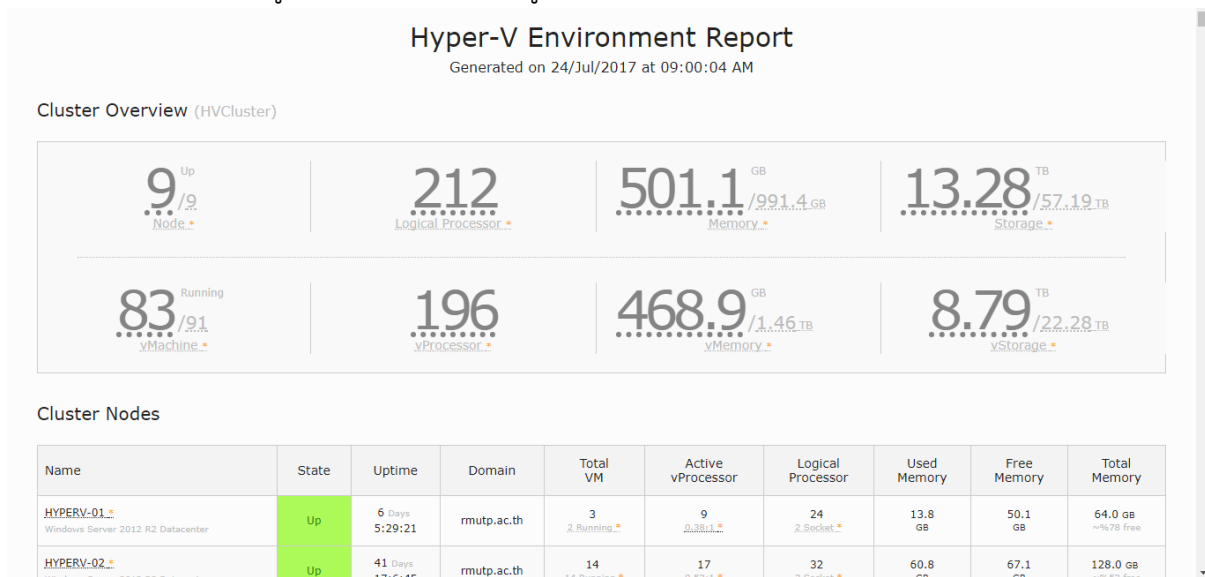 Hyper-V Environment Report
Generated on 24/Jul/2017 at 09:00:04 AM
Cluster Overview (HVCluster)
9 Up /9
Node *
212
Logical Processor *
501.1 GB /991.4 GB
Memory *
13.28 TB /57.19 TB
Storage *
83 Running /91
vMachine *
196
vProcessor *
468.9 GB /1.46 TB
vMemory *
8.79 TB /22.28 TB
vStorage *
Cluster Nodes
Name State Uptime Domain Total VM Active vProcessor Logical Processor Used Memory Free Memory Total Memory
HYPERV-01 * Up 6 Days 5:29:21 rmutp.ac.th 3 9 24 13.8 GB 50.1 GB 64.0 GB
Windows Server 2012 R2 Datacenter 2 Running * 0.38:1 * 2 Socket * ~%78 free
HYPERV-02 * Up 41 Days rmutp.ac.th 14 17 32 60.8 GB 67.1 GB 128.0 GB